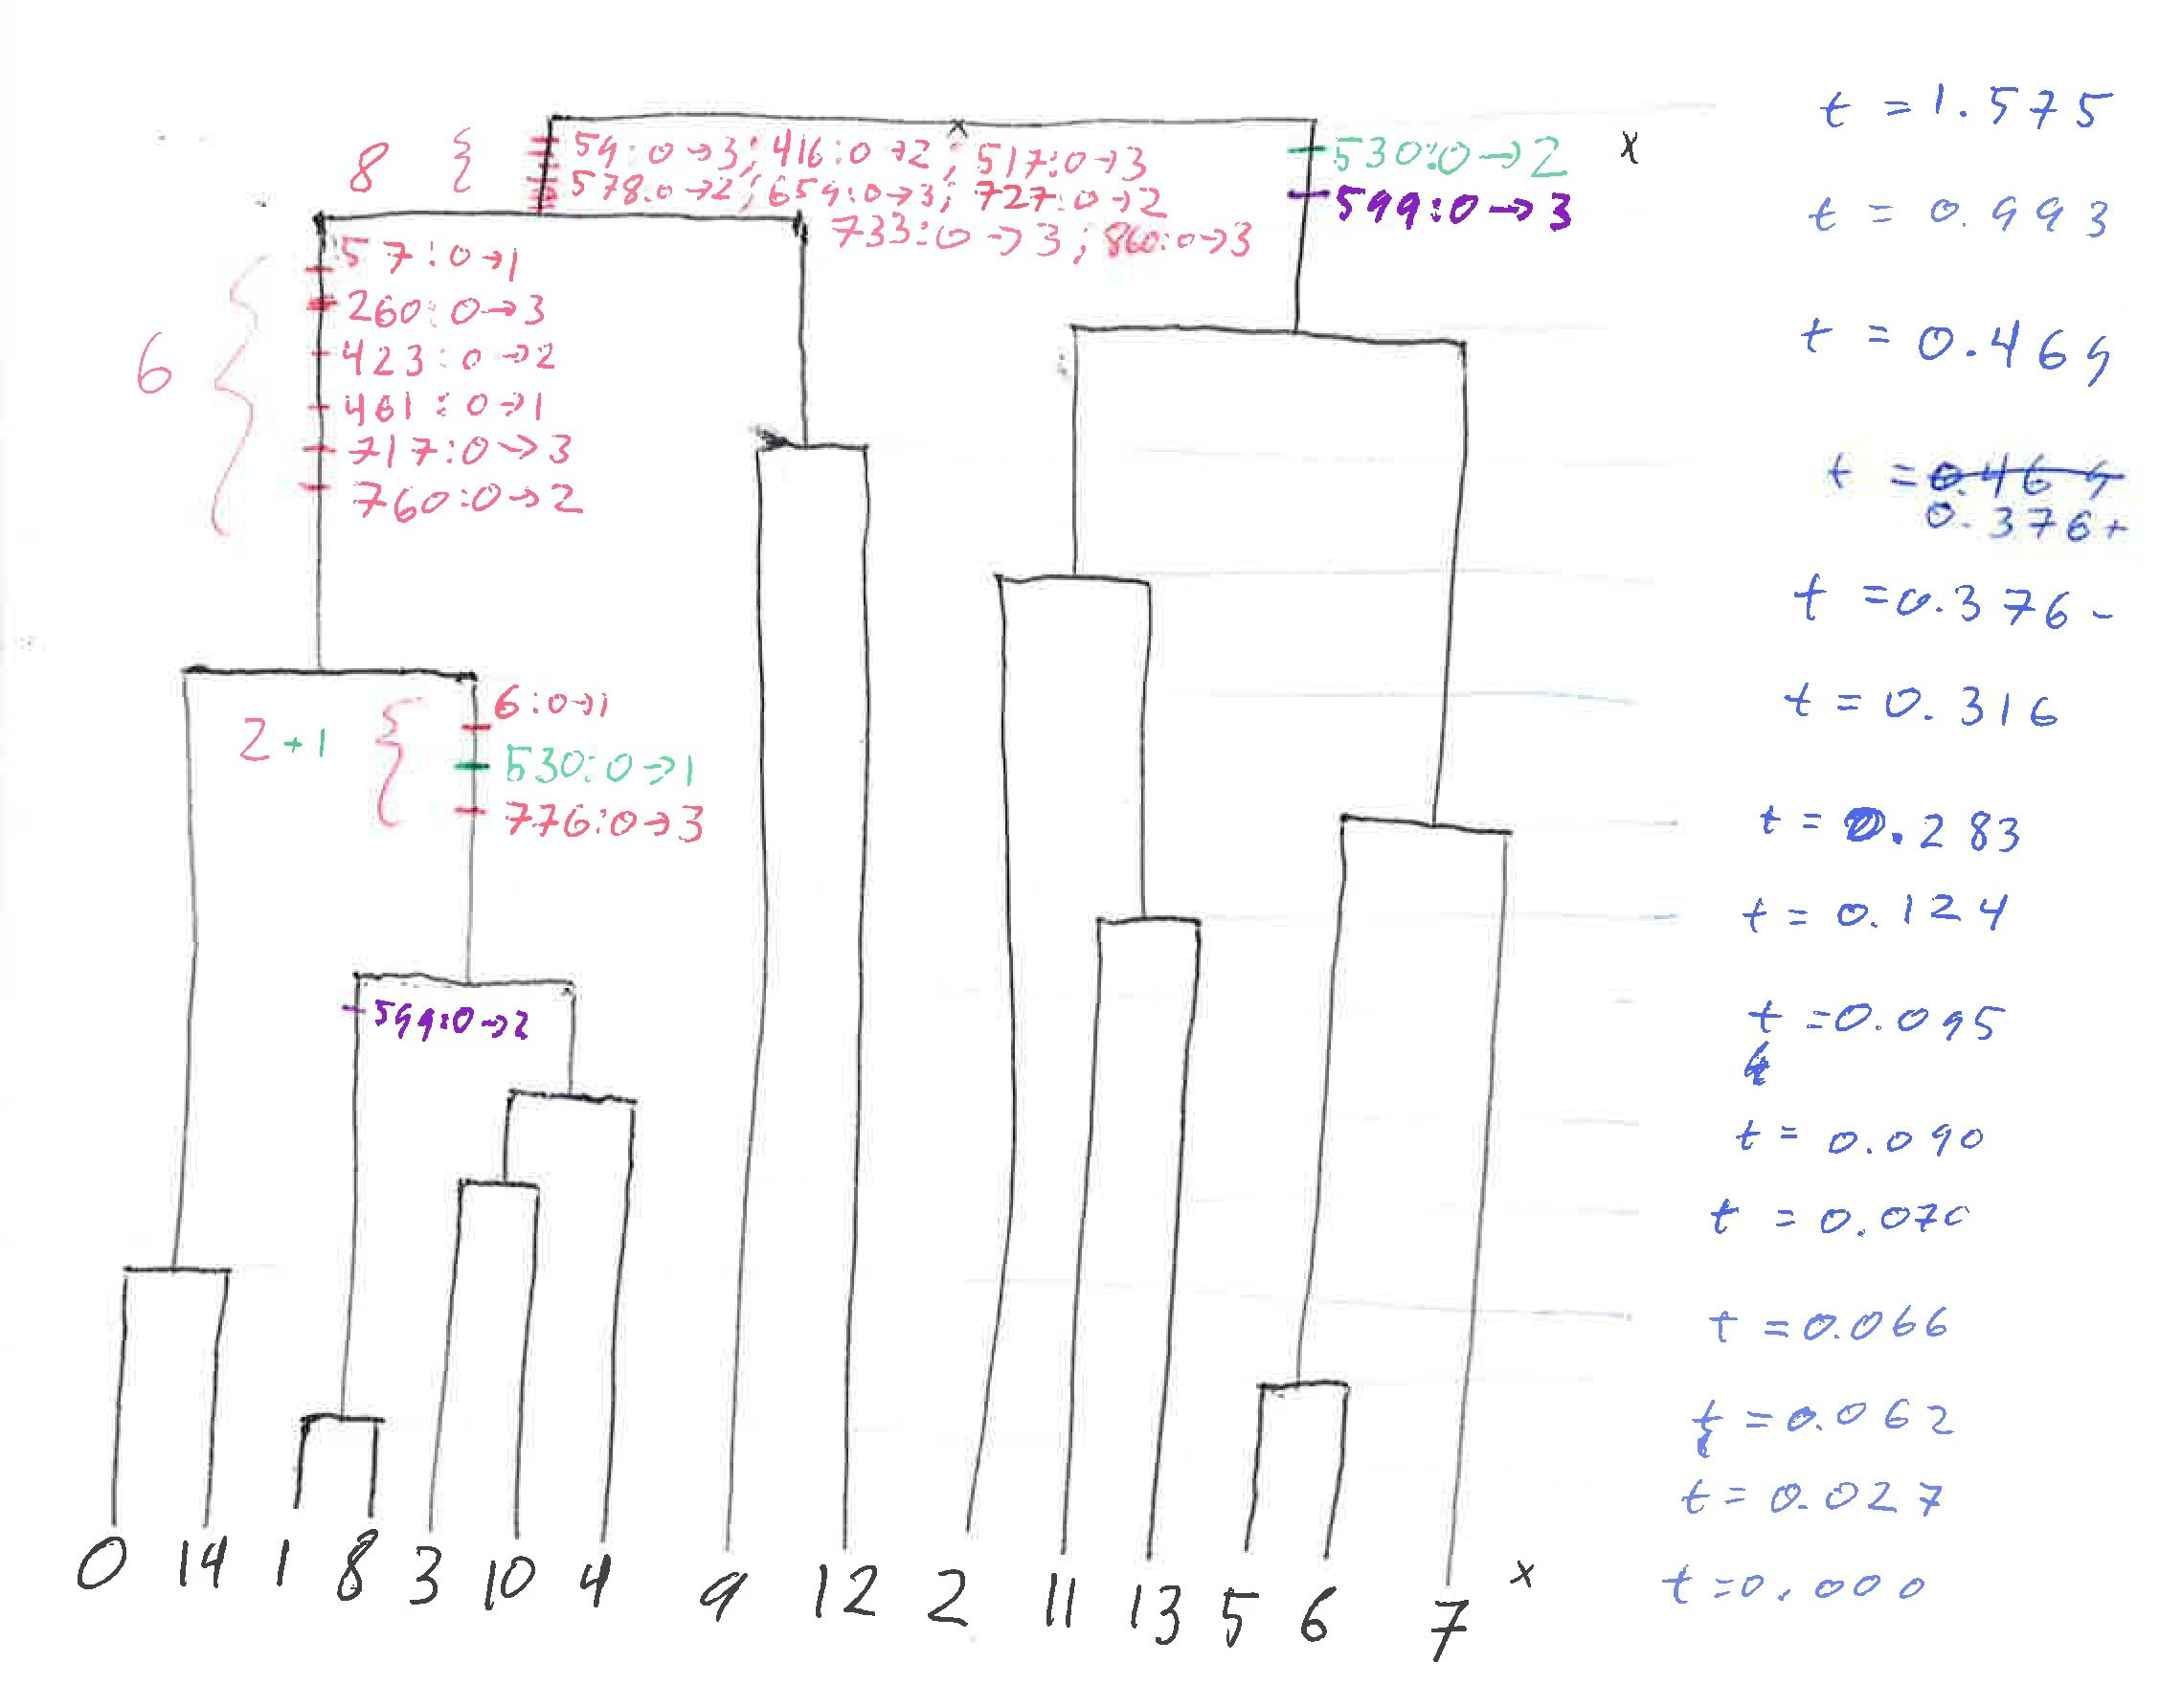 t = 1.575
8 { 59:0→3; 416:0→2; 517:0→3
530:0→2 x
578:0→2; 659:0→3; 727:0→2
599:0→3
t = 0.993
733:0→3; 860:0→3
57:0→1
260:0→3
t = 0.469
6 { 423:0→2
461:0→1
717:0→3
t = 0.469
760:0→2
0.376+
t = 0.376-
6:0→1
t = 0.316
2+1 { 530:0→1
776:0→3
t = 0.283
t = 0.124
599:0→2
t = 0.095
t = 0.090
t = 0.070
t = 0.066
t = 0.062
t = 0.027
0 14 1 8 3 10 4 9 12 2 11 13 5 6 7 x
t = 0.000